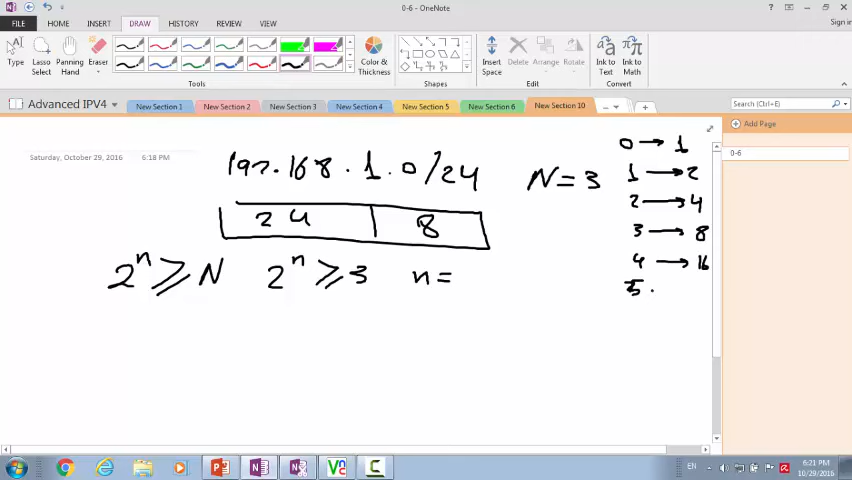 0-6 - OneNote
FILE HOME INSERT DRAW HISTORY REVIEW VIEW
Sign in
Type Lasso Select Panning Hand Eraser
Color & Thickness
Insert Space Delete Arrange Rotate
Ink to Text Ink to Math
Tools Shapes Edit Convert
Advanced IPV4 New Section 1 New Section 2 New Section 3 New Section 4 New Section 5 New Section 6 New Section 10
Search (Ctrl+E)
Add Page
0-6
Saturday, October 29, 2016 6:18 PM
192.168.1.0/24
N=3
24 8
2^n ≥ N 2^n ≥ 3 n=
0 → 1
1 → 2
2 → 4
3 → 8
4 → 16
5
EN
6:21 PM
10/29/2016